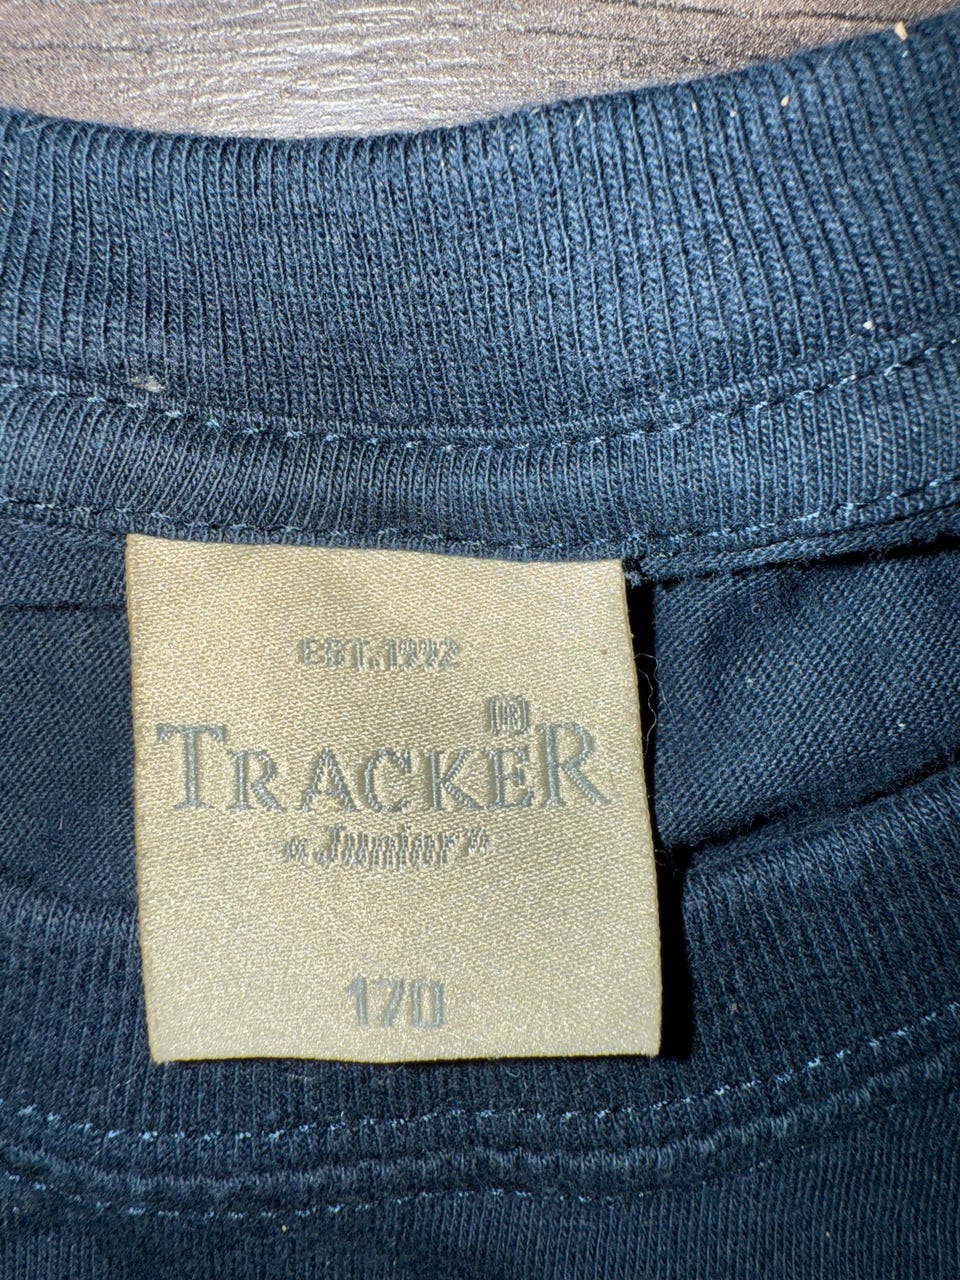 EST.1992
TRACKER
"Junior"
170